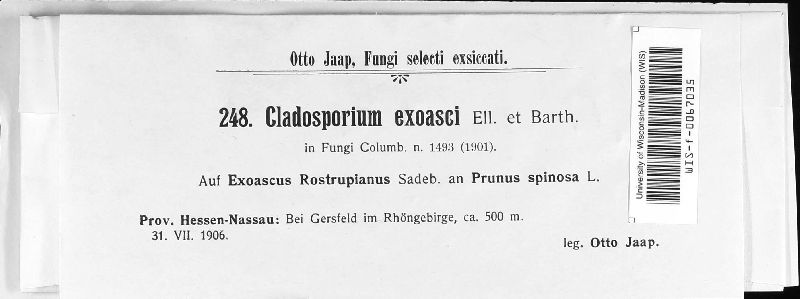 Otto Jaap, Fungi selecti exsiccati.
248. Cladosporium exoasci Ell. et Barth.
in Fungi Columb. n. 1493 (1901).
Auf Exoascus Rostrupianus Sadeb. an Prunus spinosa L.
Prov. Hessen-Nassau: Bei Gersfeld im Rhöngebirge, ca. 500 m.
31. VII. 1906.
leg. Otto Jaap.
University of Wisconsin-Madison (WIS)
WIS-f-0067035